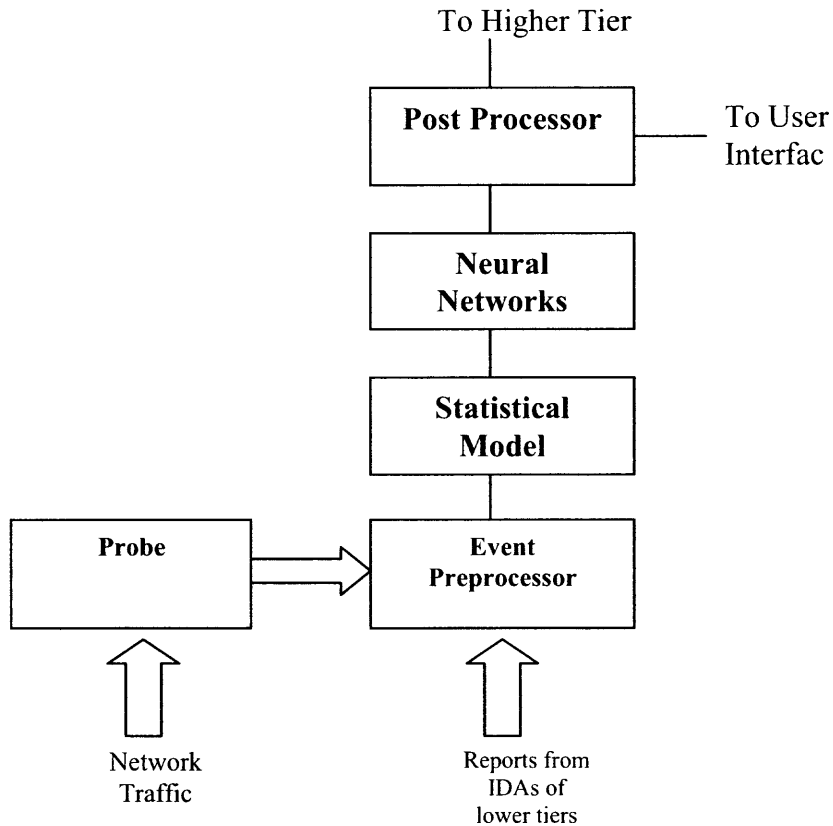 To Higher Tier
Post Processor
To User
Interfac
Neural
Networks
Statistical
Model
Probe
Event
Preprocessor
Network
Traffic
Reports from
IDAs of
lower tiers